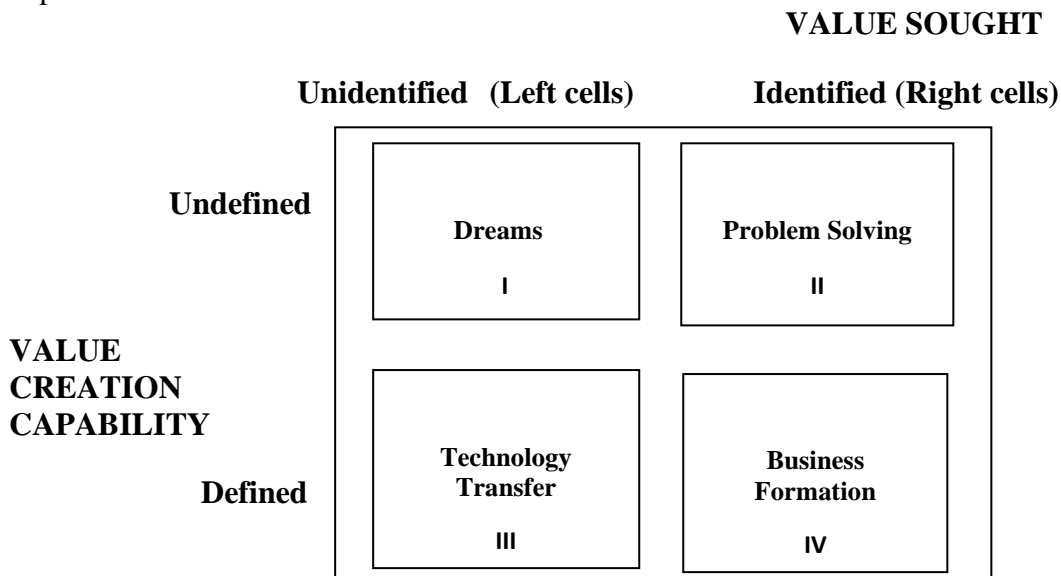 VALUE SOUGHT
Unidentified (Left cells) Identified (Right cells)
Undefined
Dreams
I
Problem Solving
II
VALUE
CREATION
CAPABILITY
Defined
Technology
Transfer
III
Business
Formation
IV